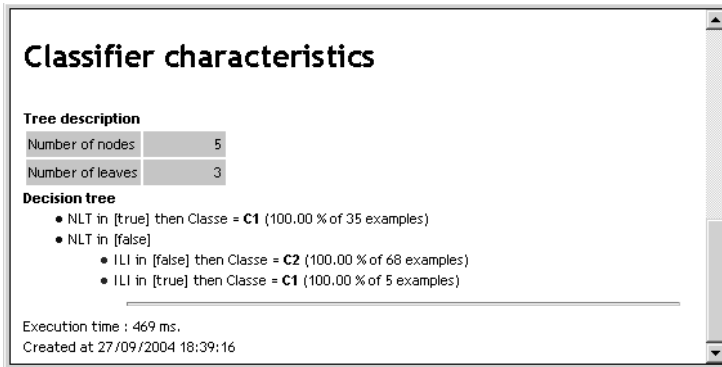 Classifier characteristics
Tree description
Number of nodes 5
Number of leaves 3
Decision tree
• NLT in [true] then Classe = C1 (100.00 % of 35 examples)
• NLT in [false]
• ILI in [false] then Classe = C2 (100.00 % of 68 examples)
• ILI in [true] then Classe = C1 (100.00 % of 5 examples)
Execution time : 469 ms.
Created at 27/09/2004 18:39:16